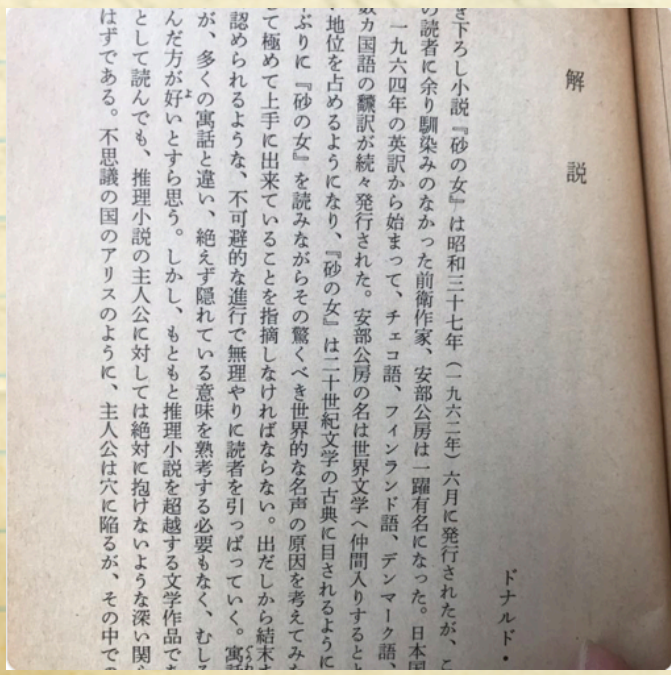 解説
ドナルド・
き下ろし小説『砂の女』は昭和三十七年（一九六二年）六月に発行されたが、こ
の読者に余り馴染みのなかった前衛作家、安部公房は一躍有名になった。日本国
一九六四年の英訳から始まって、チェコ語、フィンランド語、デンマーク語、
数ヵ国語の飜訳が続々発行された。安部公房の名は世界文学へ仲間入りすると
地位を占めるようになり、『砂の女』は二十世紀文学の古典に目されるように
ぶりに『砂の女』を読みながらその驚くべき世界的な名声の原因を考えてみ
して極めて上手に出来ていることを指摘しなければならない。出だしから結末
認められるような、不可避的な進行で無理やりに読者を引っぱっていく。寓話
が、多くの寓話と違い、絶えず隠れている意味を熟考する必要もなく、むしろ
んだ方が好いとすら思う。しかし、もともと推理小説を超越する文学作品で
として読んでも、推理小説の主人公に対しては絶対に抱けないような深い関
はずである。不思議の国のアリスのように、主人公は穴に陥るが、その中で